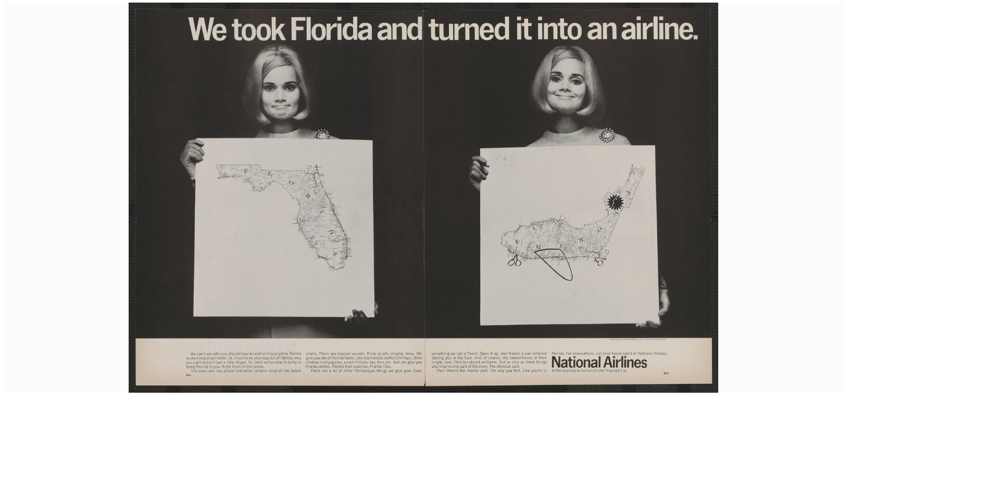 We took Florida and turned it into an airline.
F L O R I D A
F L O R I D A
We can't see why you should have to wait until you get to Florida
to start enjoying Florida. Or, if you're on your way out of Florida, why
you can't enjoy it just a little longer. So, what we've done is to try to
bring Florida to you. Right there on the plane.
The seats are now yellow and white striped—kind of like beach
R13
chairs. There are tropical sounds: Birds quietly singing away. We
give you lots of Florida foods. Like Islamorada stuffed shrimps, Okee-
chobee hushpuppies, conch fritters, key lime pie. And we give you
Florida drinks. Florida fruit punches, Florida flips.
There are a lot of other Florida-type things we give you. Even
something we call a Tan-U. Open it up, and there's a sun reflector
staring you in the face. And, of course, the stewardesses in their
bright, new, Florida-colored uniforms. But as nice as these things
are, they're only part of the story. The physical part.
Then there's the mental part. The way you feel. Like you're in
Florida. For reservations, call your travel agent or National Airlines.
National Airlines
Is this any way to run an airline? You bet it is.
R13